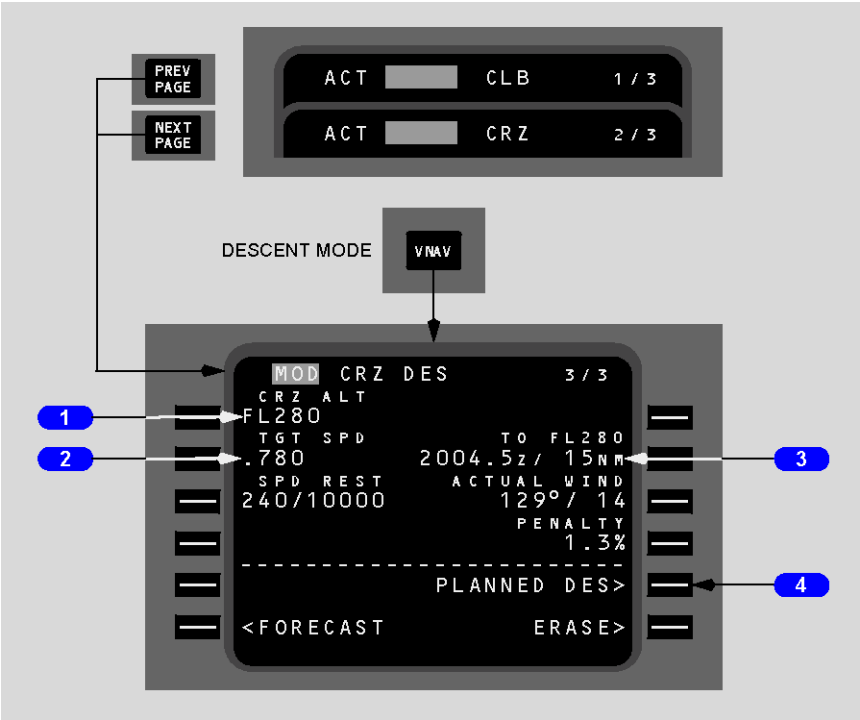 PREV
PAGE
NEXT
PAGE
ACT CLB 1/3
ACT CRZ 2/3
DESCENT MODE
VNAV
MOD CRZ DES 3/3
CRZ ALT
1
FL280
TGT SPD TO FL280
2
.780 2004.5z/ 15NM
3
SPD REST ACTUAL WIND
240/10000 129°/ 14
PENALTY
1.3%
PLANNED DES>
4
<FORECAST ERASE>